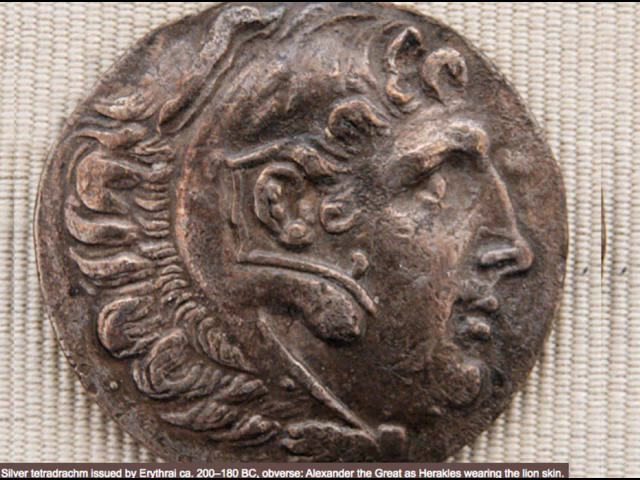 Silver tetradrachm issued by Erythrai ca. 200–180 BC, obverse: Alexander the Great as Herakles wearing the lion skin.